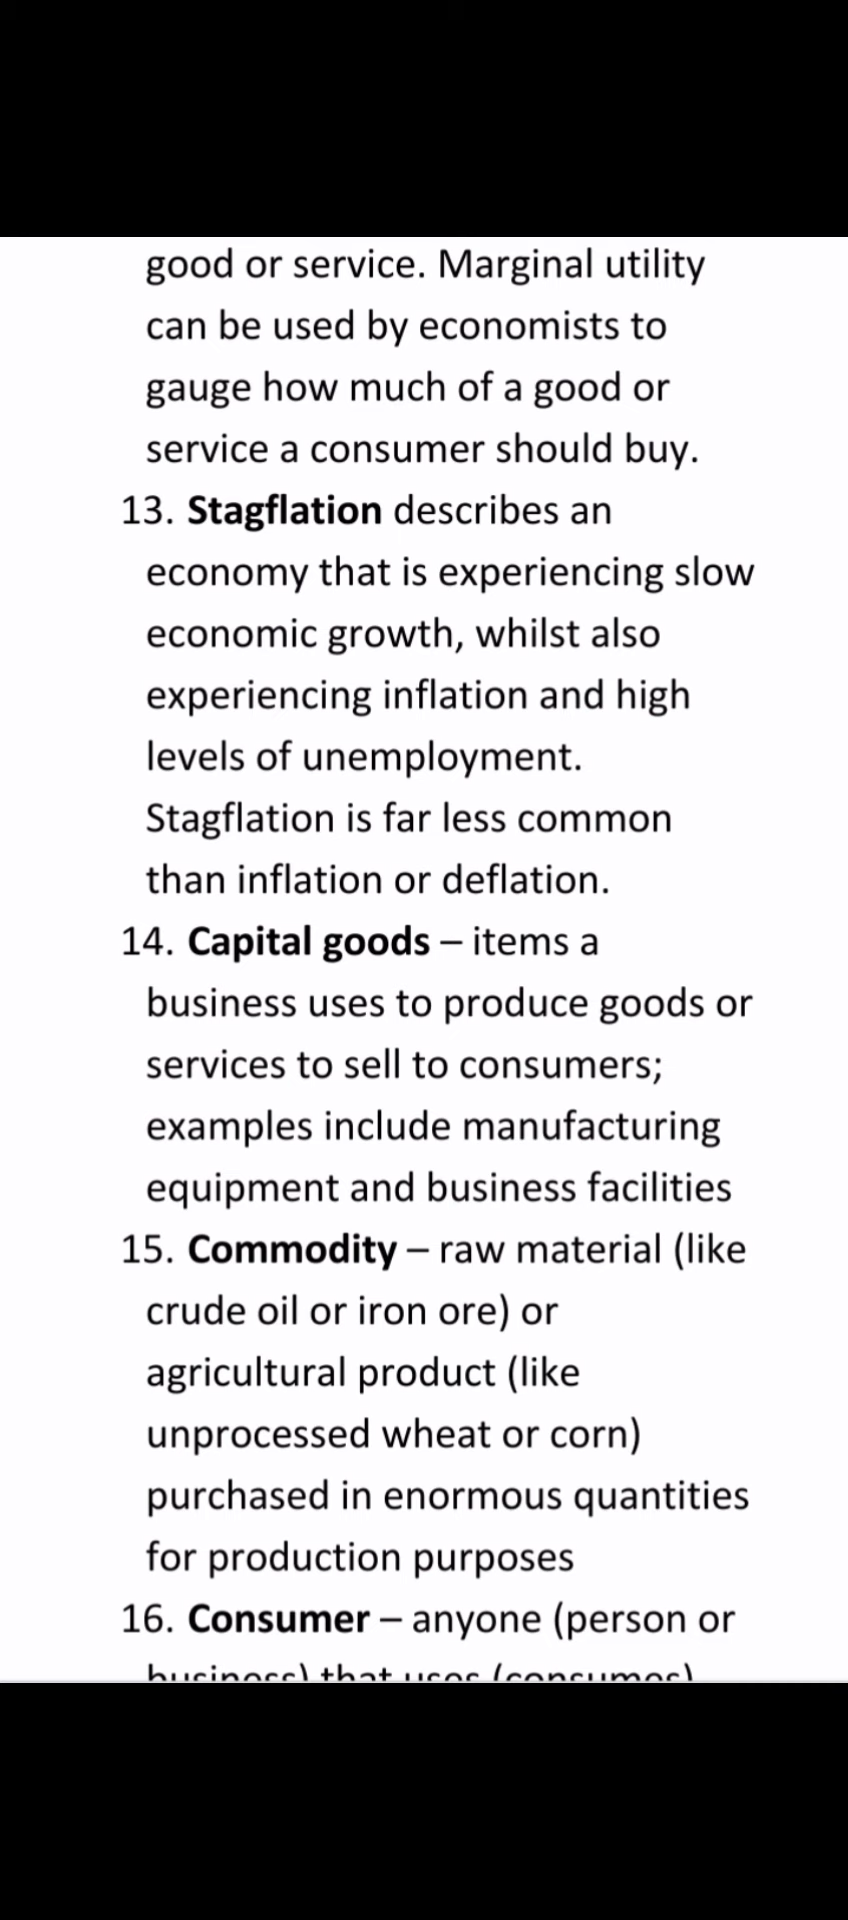 good or service. Marginal utility
can be used by economists to
gauge how much of a good or
service a consumer should buy.
13. Stagflation describes an
economy that is experiencing slow
economic growth, whilst also
experiencing inflation and high
levels of unemployment.
Stagflation is far less common
than inflation or deflation.
14. Capital goods – items a
business uses to produce goods or
services to sell to consumers;
examples include manufacturing
equipment and business facilities
15. Commodity – raw material (like
crude oil or iron ore) or
agricultural product (like
unprocessed wheat or corn)
purchased in enormous quantities
for production purposes
16. Consumer – anyone (person or
business) that uses (consumes)